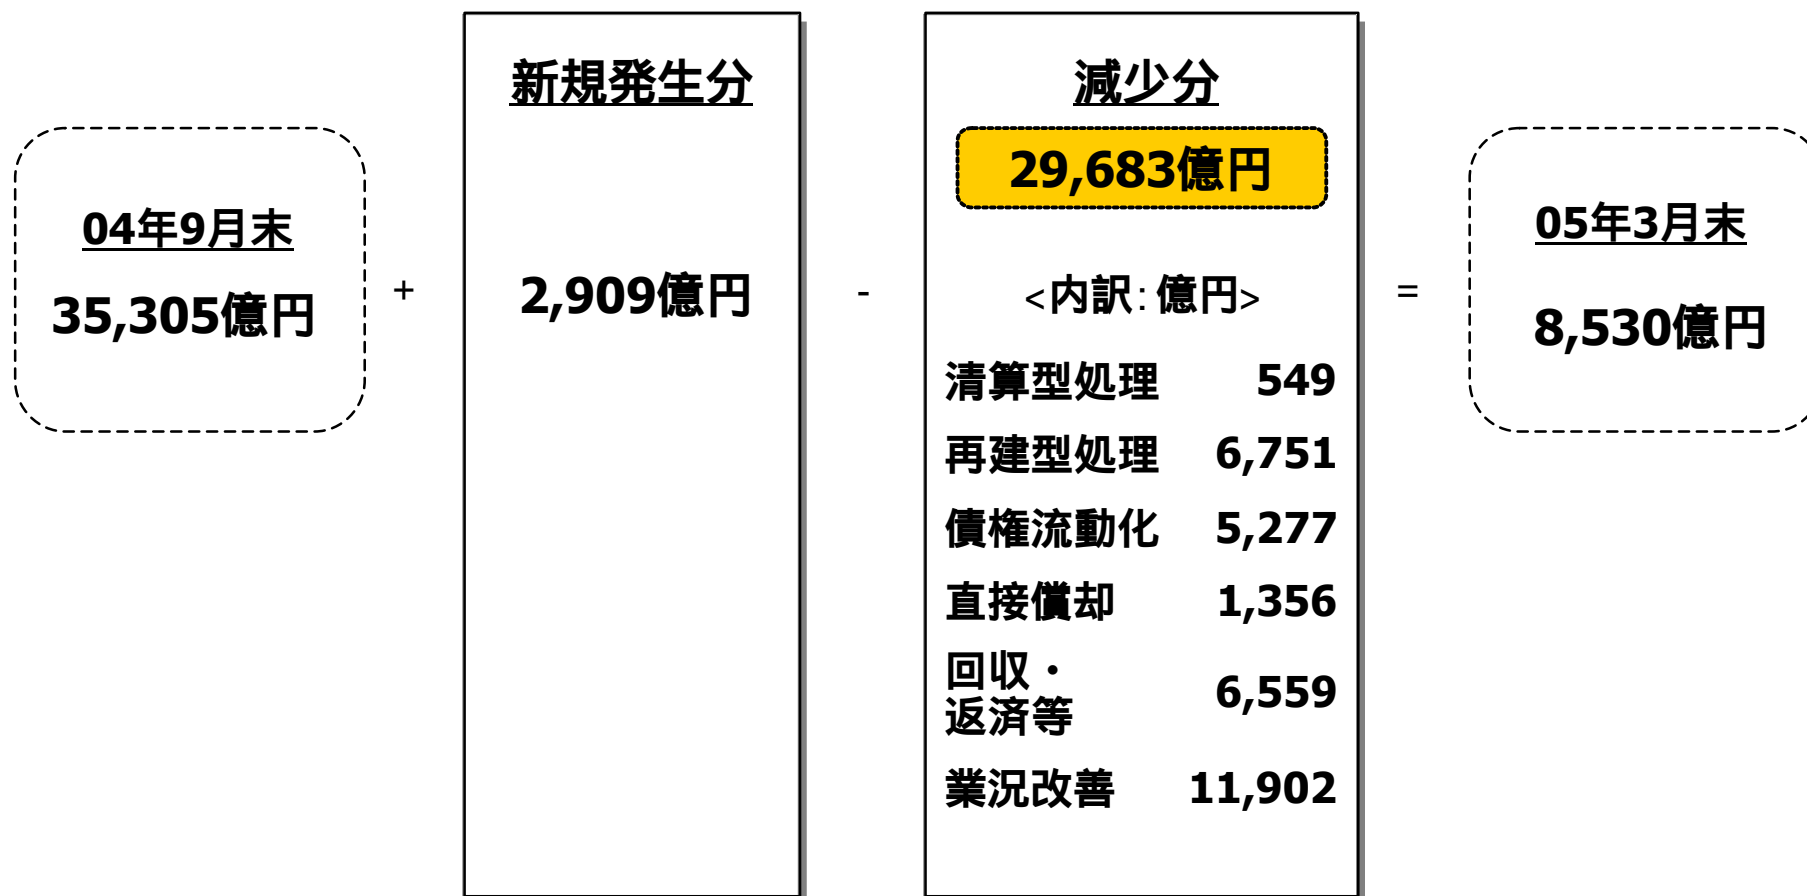 04年9月末
35,305億円
+
新規発生分
2,909億円
-
減少分
29,683億円
<内訳:億円>
清算型処理 549
再建型処理 6,751
債権流動化 5,277
直接償却 1,356
回収・
返済等 6,559
業況改善 11,902
=
05年3月末
8,530億円